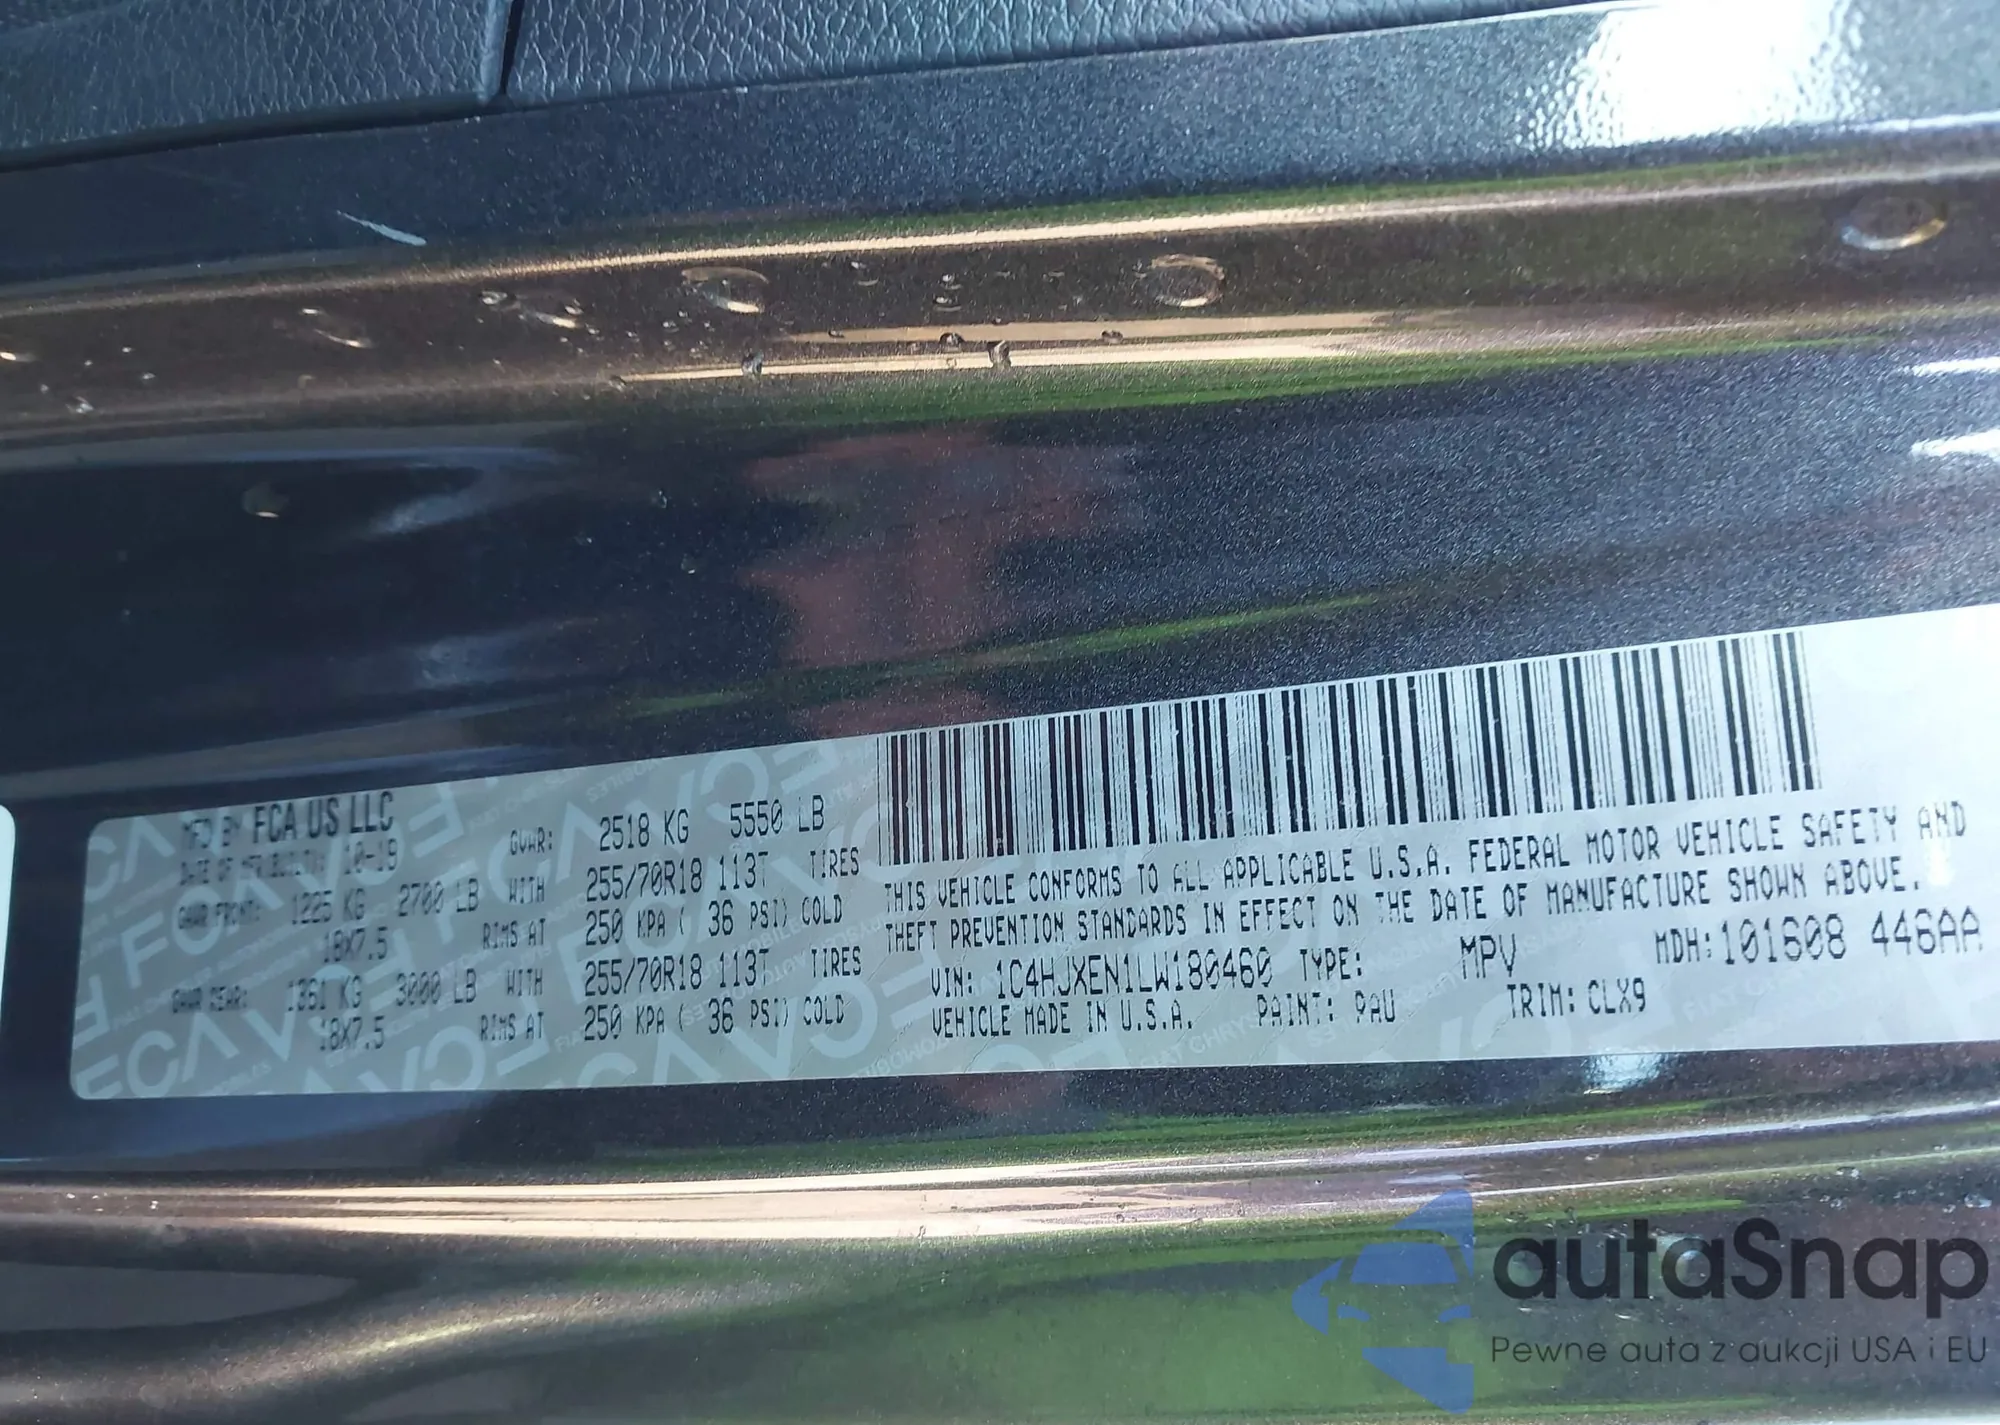 MFD BY FCA US LLC
DATE OF MFR: 10-19 GVWR: 2518 KG 5550 LB
GAWR FRONT: 1225 KG 2700 LB WITH 255/70R18 113T TIRES
18X7.5 RIMS AT 250 KPA ( 36 PSI) COLD
GAWR REAR: 1361 KG 3000 LB WITH 255/70R18 113T TIRES
18X7.5 RIMS AT 250 KPA ( 36 PSI) COLD
THIS VEHICLE CONFORMS TO ALL APPLICABLE U.S.A. FEDERAL MOTOR VEHICLE SAFETY AND
THEFT PREVENTION STANDARDS IN EFFECT ON THE DATE OF MANUFACTURE SHOWN ABOVE.
VIN: 1C4HJXEN1LW180460 TYPE: MPV MDH: 101608 446AA
VEHICLE MADE IN U.S.A. PAINT: PAU TRIM: CLX9
autaSnap
Pewne auta z aukcji USA i EU